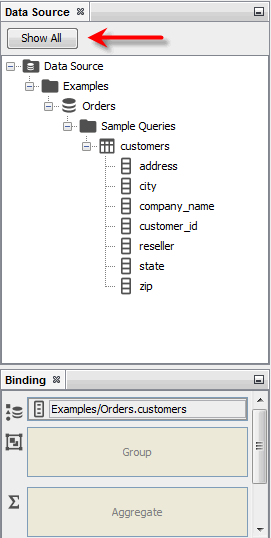 Data Source
Show All
Data Source
Examples
Orders
Sample Queries
customers
address
city
company_name
customer_id
reseller
state
zip
Binding
Examples/Orders.customers
Group
Σ
Aggregate